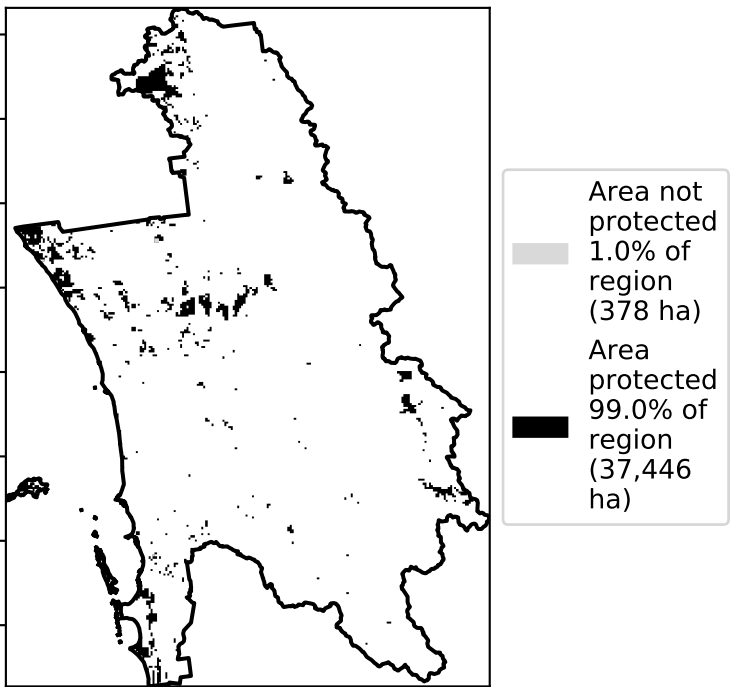 Area not
protected
1.0% of
region
(378 ha)
Area
protected
99.0% of
region
(37,446
ha)